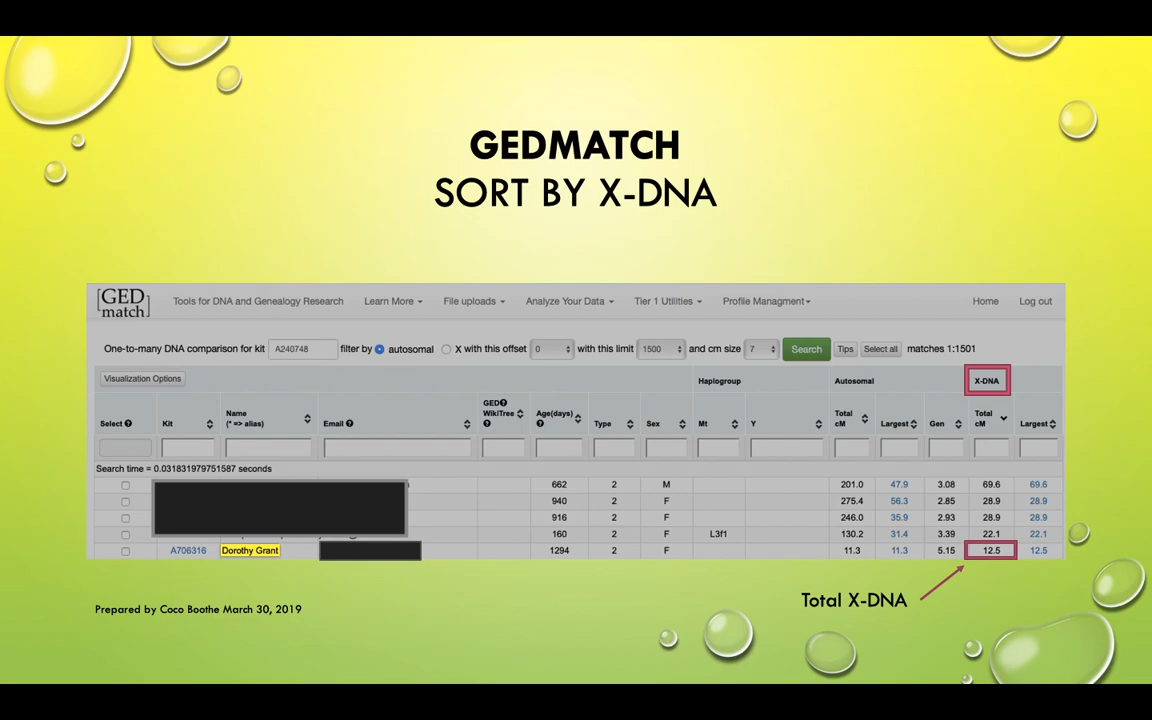 GEDMATCH
SORT BY X-DNA
GED match Tools for DNA and Genealogy Research Learn More File uploads Analyze Your Data Tier 1 Utilities Profile Managment Home Log out
One-to-many DNA comparison for kit A240748 filter by autosomal X with this offset 0 with this limit 1500 and cm size 7 Search Tips Select all matches 1:1501
Visualization Options Haplogroup Autosomal X-DNA
Select Kit Name (* => alias) Email GED WikiTree Age(days) Type Sex Mt Y Total cM Largest Gen Total cM Largest
Search time = 0.031831979751587 seconds
662 2 M 201.0 47.9 3.08 69.6 69.6
940 2 F 275.4 56.3 2.85 28.9 28.9
916 2 F 246.0 35.9 2.93 28.9 28.9
160 2 F L3f1 130.2 31.4 3.39 22.1 22.1
A706316 Dorothy Grant 1294 2 F 11.3 11.3 5.15 12.5 12.5
Total X-DNA
Prepared by Coco Boothe March 30, 2019